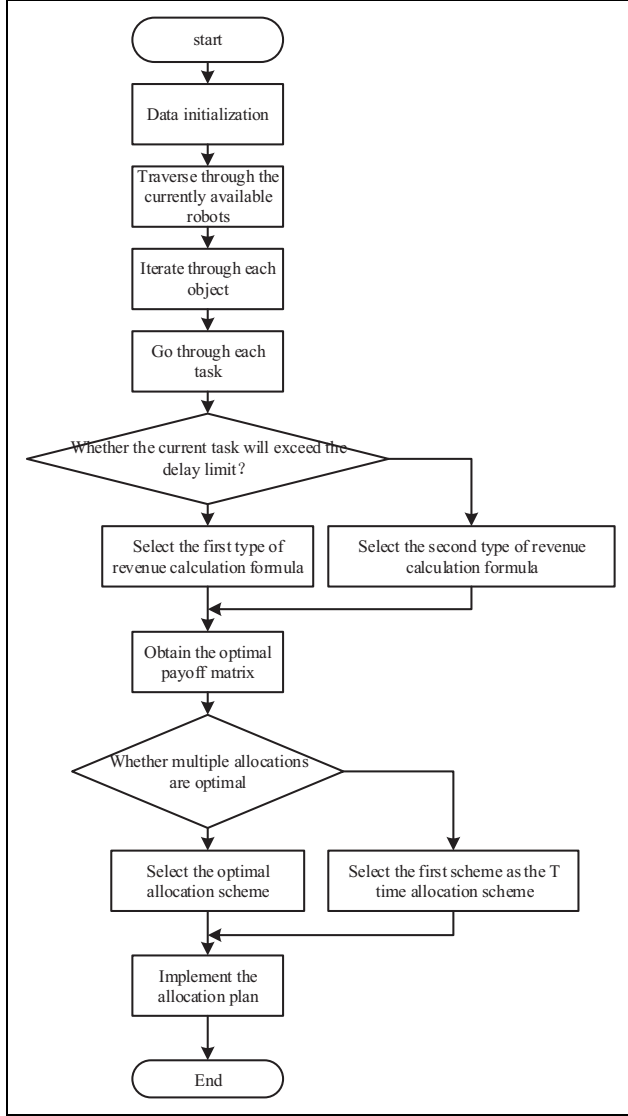 start
Data initialization
Traverse through the
currently available
robots
Iterate through each
object
Go through each
task
Whether the current task will exceed the
delay limit？
Select the first type of
revenue calculation formula
Select the second type of revenue
calculation formula
Obtain the optimal
payoff matrix
Whether multiple allocations
are optimal
Select the optimal
allocation scheme
Select the first scheme as the T
time allocation scheme
Implement the
allocation plan
End